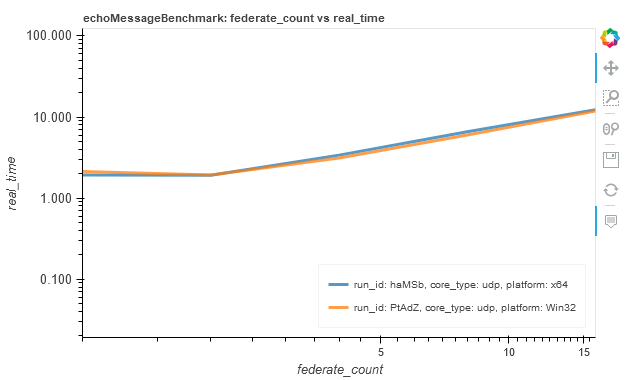 echoMessageBenchmark: federate_count vs real_time
100.000
10.000
1.000
0.100
real_time
run_id: haMSb, core_type: udp, platform: x64
run_id: PtAdZ, core_type: udp, platform: Win32
5
10
15
federate_count